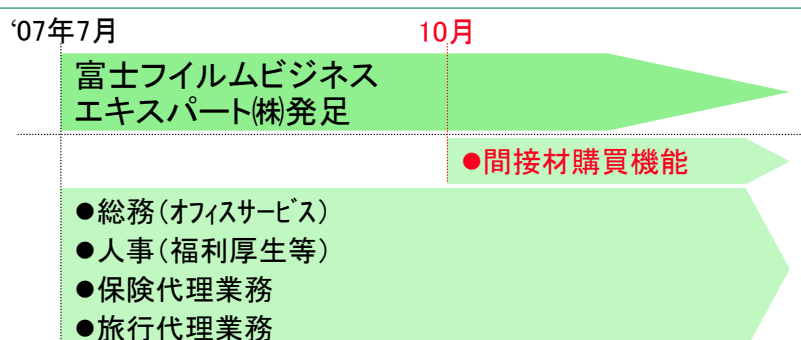 ‘07年7月 10月
富士フイルムビジネス
エキスパート㈱発足
●間接材購買機能
●総務(オフィスサービス)
●人事(福利厚生等)
●保険代理業務
●旅行代理業務